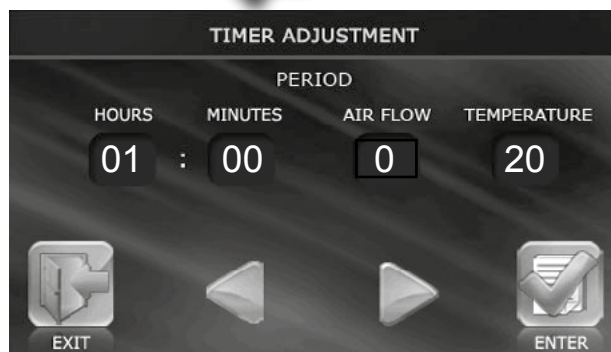 TIMER ADJUSTMENT
PERIOD
HOURS MINUTES AIR FLOW TEMPERATURE
01 : 00 0 20
EXIT ENTER